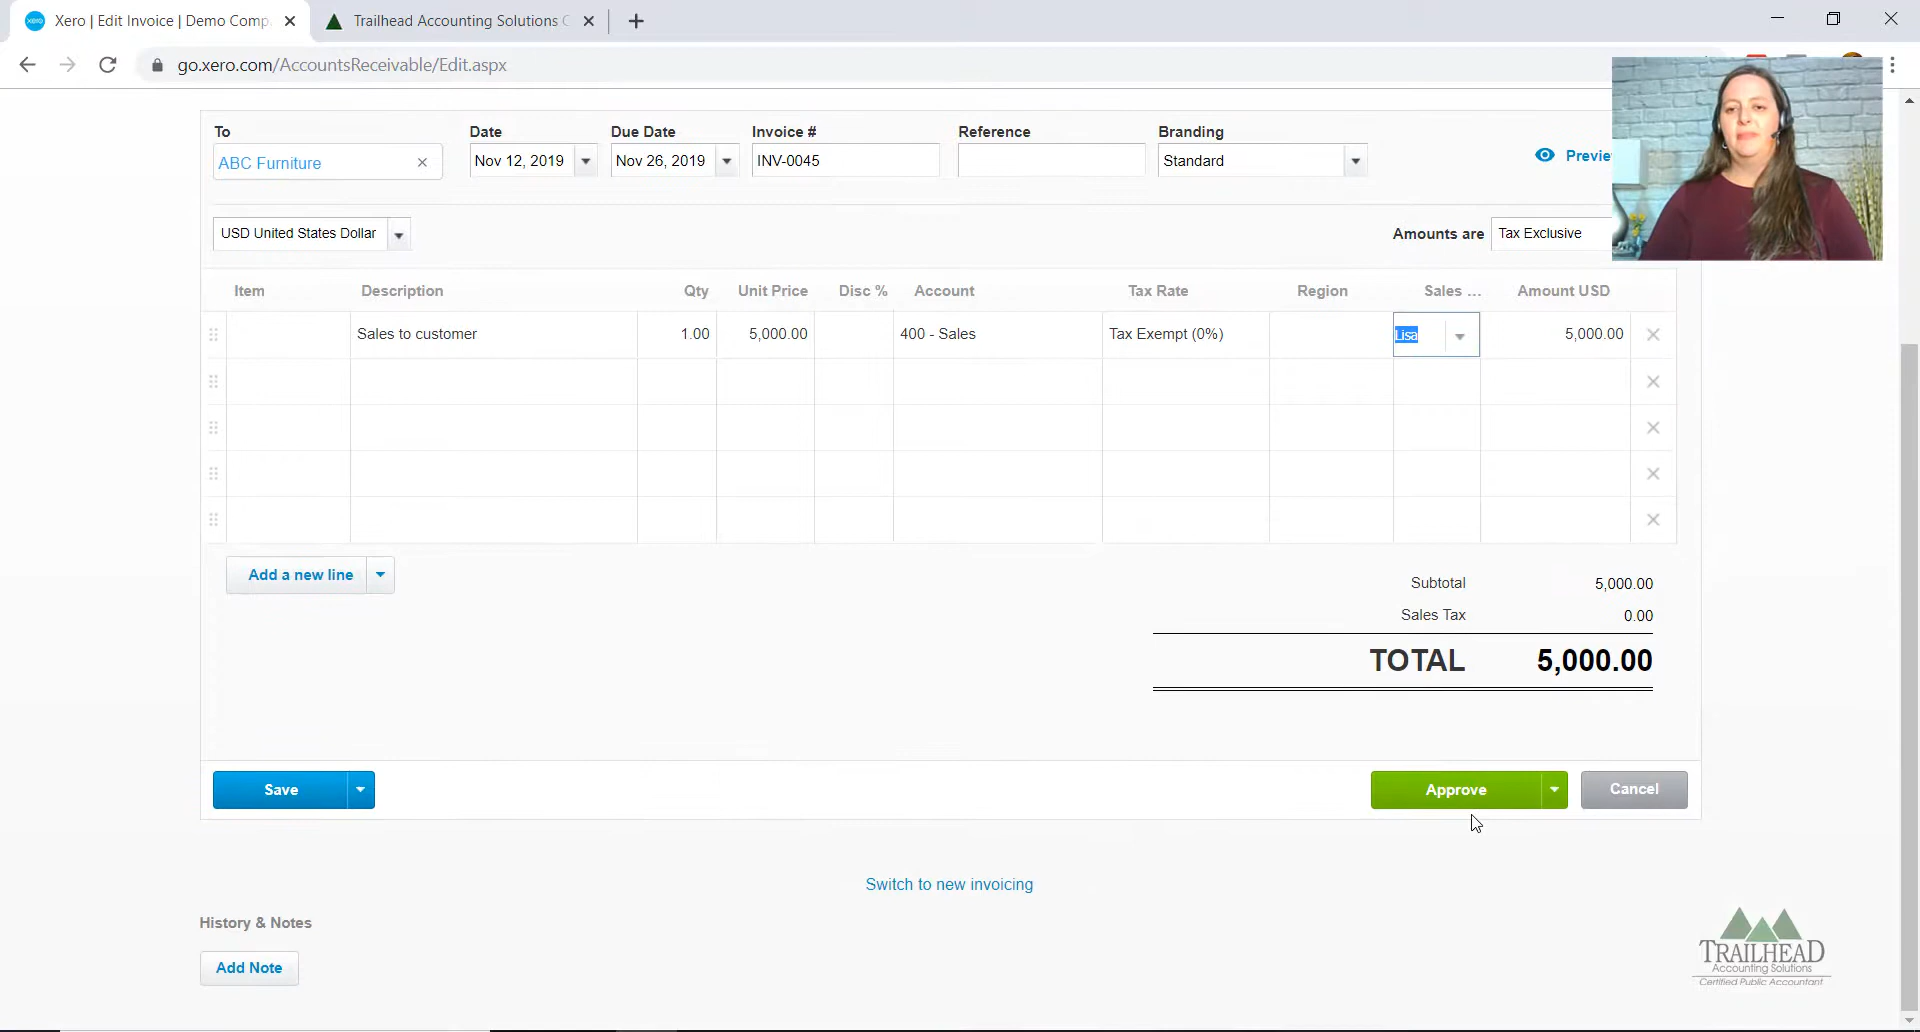 Xero | Edit Invoice | Demo Comp
Trailhead Accounting Solutions C
go.xero.com/AccountsReceivable/Edit.aspx
To
Date
Due Date
Invoice #
Reference
Branding
ABC Furniture
Nov 12, 2019
Nov 26, 2019
INV-0045
Standard
Previe
USD United States Dollar
Amounts are
Tax Exclusive
Item
Description
Qty
Unit Price
Disc %
Account
Tax Rate
Region
Sales ...
Amount USD
Sales to customer
1.00
5,000.00
400 - Sales
Tax Exempt (0%)
Lisa
5,000.00
Add a new line
Subtotal
5,000.00
Sales Tax
0.00
TOTAL
5,000.00
Save
Approve
Cancel
Switch to new invoicing
History & Notes
Add Note
TRAILHEAD
Accounting Solutions
Certified Public Accountant